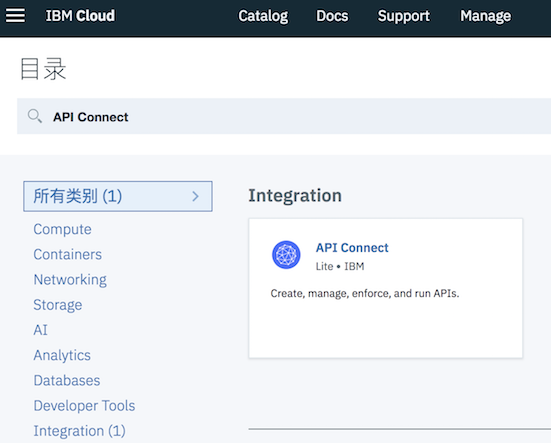 IBM Cloud Catalog Docs Support Manage
目录
API Connect
所有类别 (1)
Compute
Containers
Networking
Storage
AI
Analytics
Databases
Developer Tools
Integration (1)
Integration
API Connect
Lite • IBM
Create, manage, enforce, and run APIs.